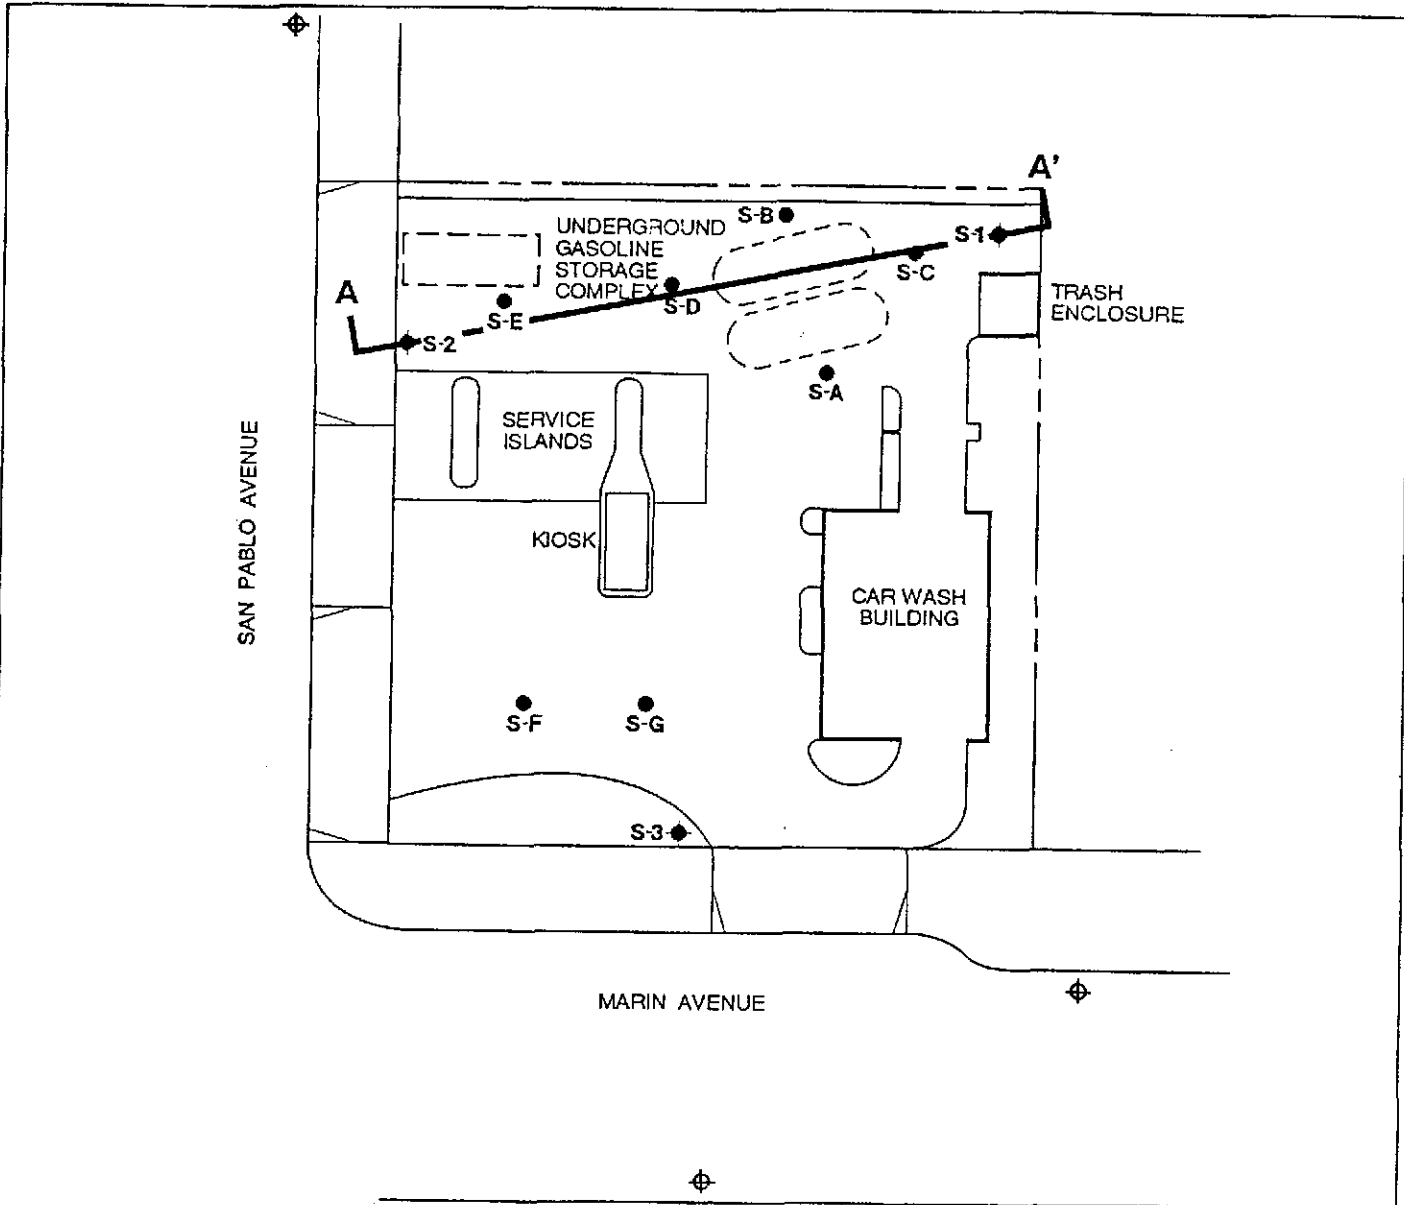 A'
S-B
UNDERGROUND
GASOLINE
STORAGE
COMPLEX
S-1
S-C
A
S-D
TRASH
ENCLOSURE
S-E
S-2
S-A
SERVICE
ISLANDS
SAN PABLO AVENUE
KIOSK
CAR WASH
BUILDING
S-F
S-G
S-3
MARIN AVENUE